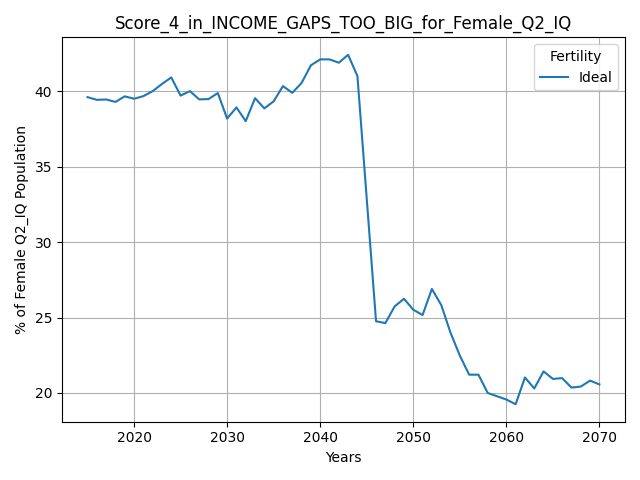 Score_4_in_INCOME_GAPS_TOO_BIG_for_Female_Q2_IQ
Fertility
Ideal
% of Female Q2_IQ Population
40
35
30
25
20
2020 2030 2040 2050 2060 2070
Years